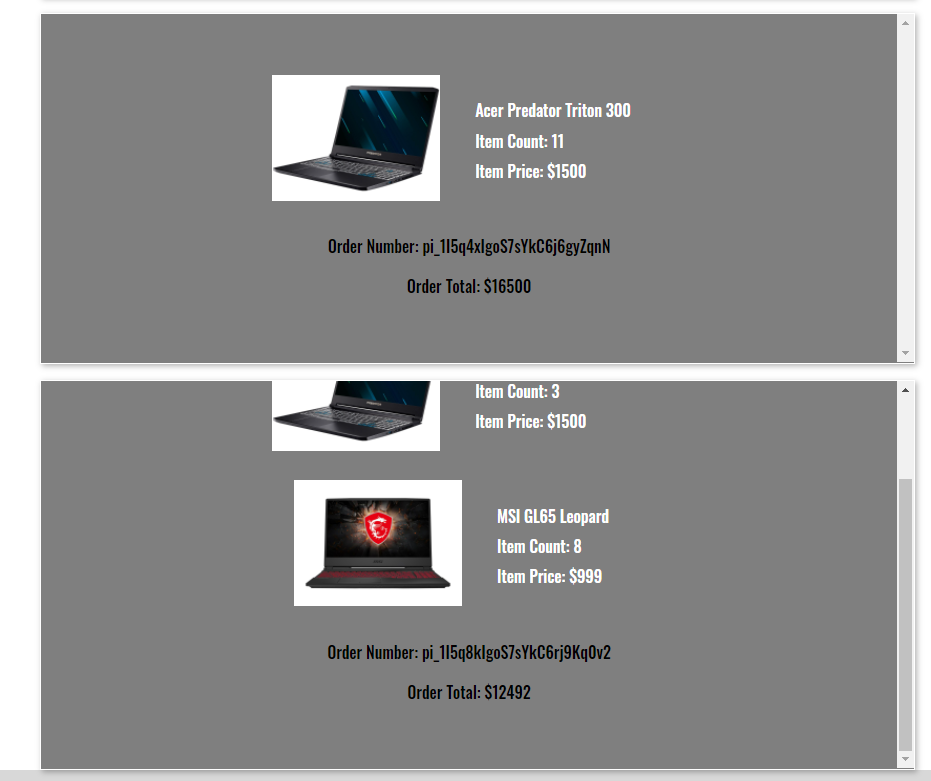 Acer Predator Triton 300
Item Count: 11
Item Price: $1500
Order Number: pi_1I5q4xIgoS7sYkC6j6gyZqnN
Order Total: $16500
Item Count: 3
Item Price: $1500
MSI GL65 Leopard
Item Count: 8
Item Price: $999
Order Number: pi_1I5q8kIgoS7sYkC6rj9KqOv2
Order Total: $12492